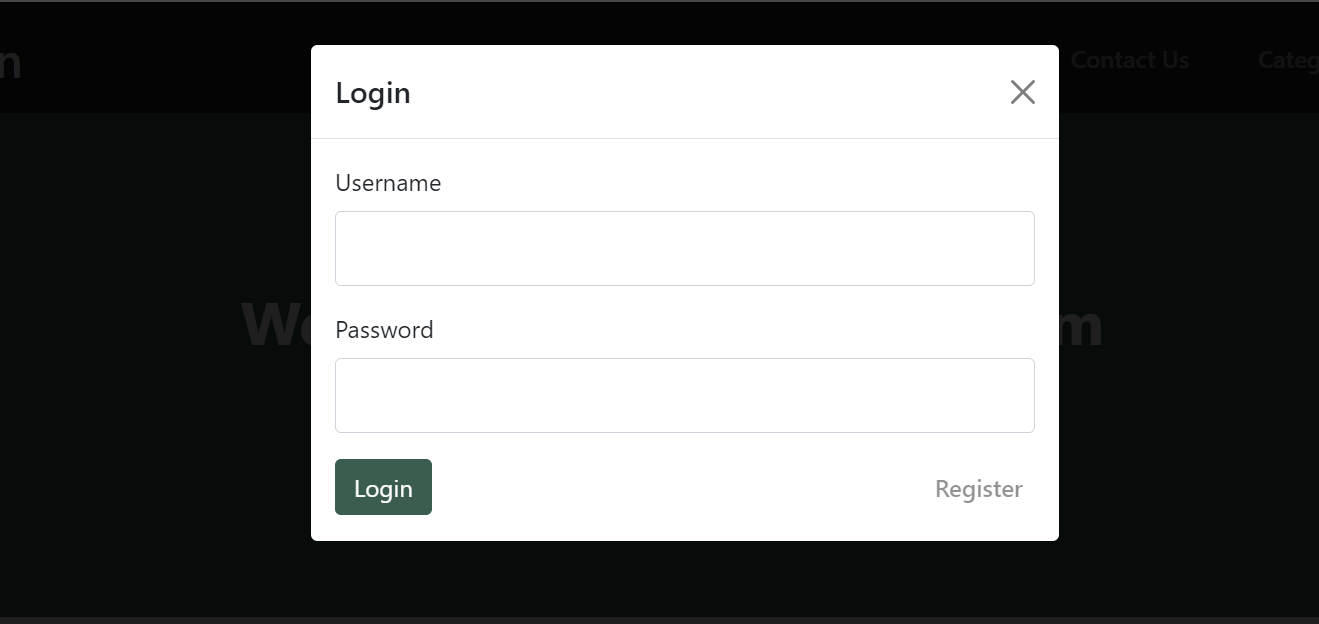 Contact Us
Login
Username
Password
Login
Register